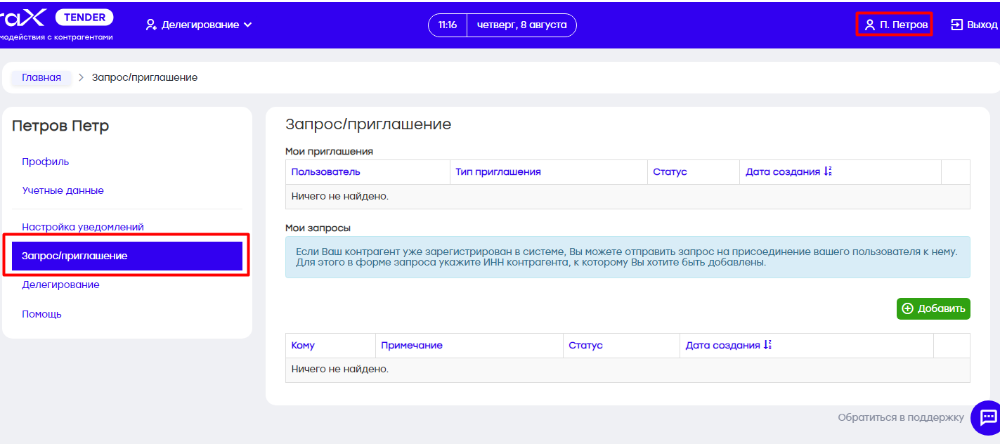 TENDER
модействия с контрагентами
Делегирование
11:16
четверг, 8 августа
П. Петров
Выход
Главная
Запрос/приглашение
Петров Петр
Профиль
Учетные данные
Настройка уведомлений
Запрос/приглашение
Делегирование
Помощь
Запрос/приглашение
Мои приглашения
Пользователь
Тип приглашения
Статус
Дата создания
Ничего не найдено.
Мои запросы
Если Ваш контрагент уже зарегистрирован в системе, Вы можете отправить запрос на присоединение вашего пользователя к нему.
Для этого в форме запроса укажите ИНН контрагента, к которому Вы хотите быть добавлены.
Добавить
Кому
Примечание
Статус
Дата создания
Ничего не найдено.
Обратиться в поддержку